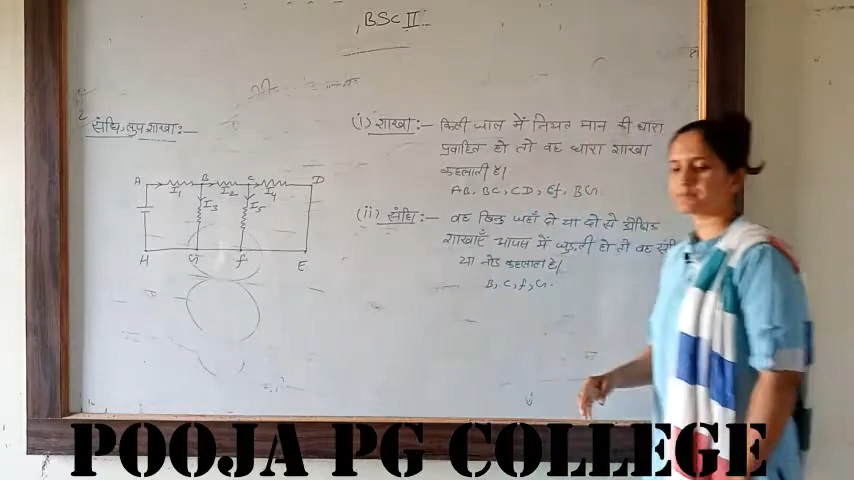 BSC II
संधि, लुप शाखा:-
(i) शाखा:- किसी जाल में नियत मान की धारा
प्रवाहित हो तो वह धारा शाखा
कहलाती है।
AB, BC, CD, Cf, BG.
(ii) संधि:- वह बिन्दु जहाँ दो या दो से अधिक
शाखाएँ आपस में जुड़ती हो तो वह
या नोड कहलाता है।
B, C, f, G.
A B C D
I1 I2 I4
I3 I5
H G f E
POOJA PG COLLEGE